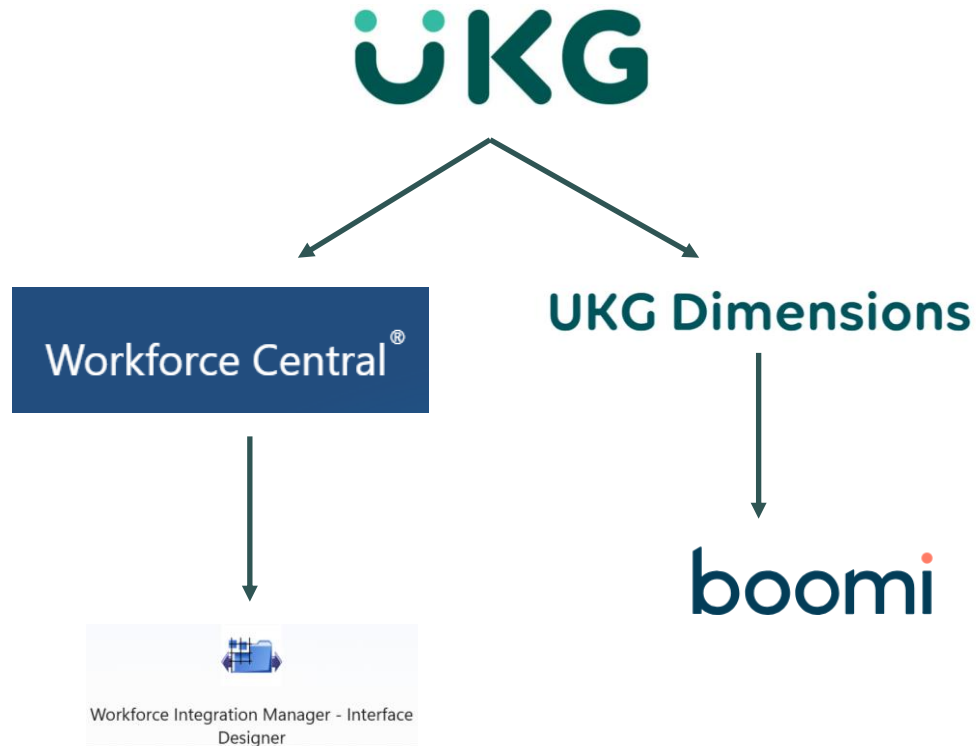 UKG
Workforce Central®
UKG Dimensions
boomi
Workforce Integration Manager - Interface
Designer